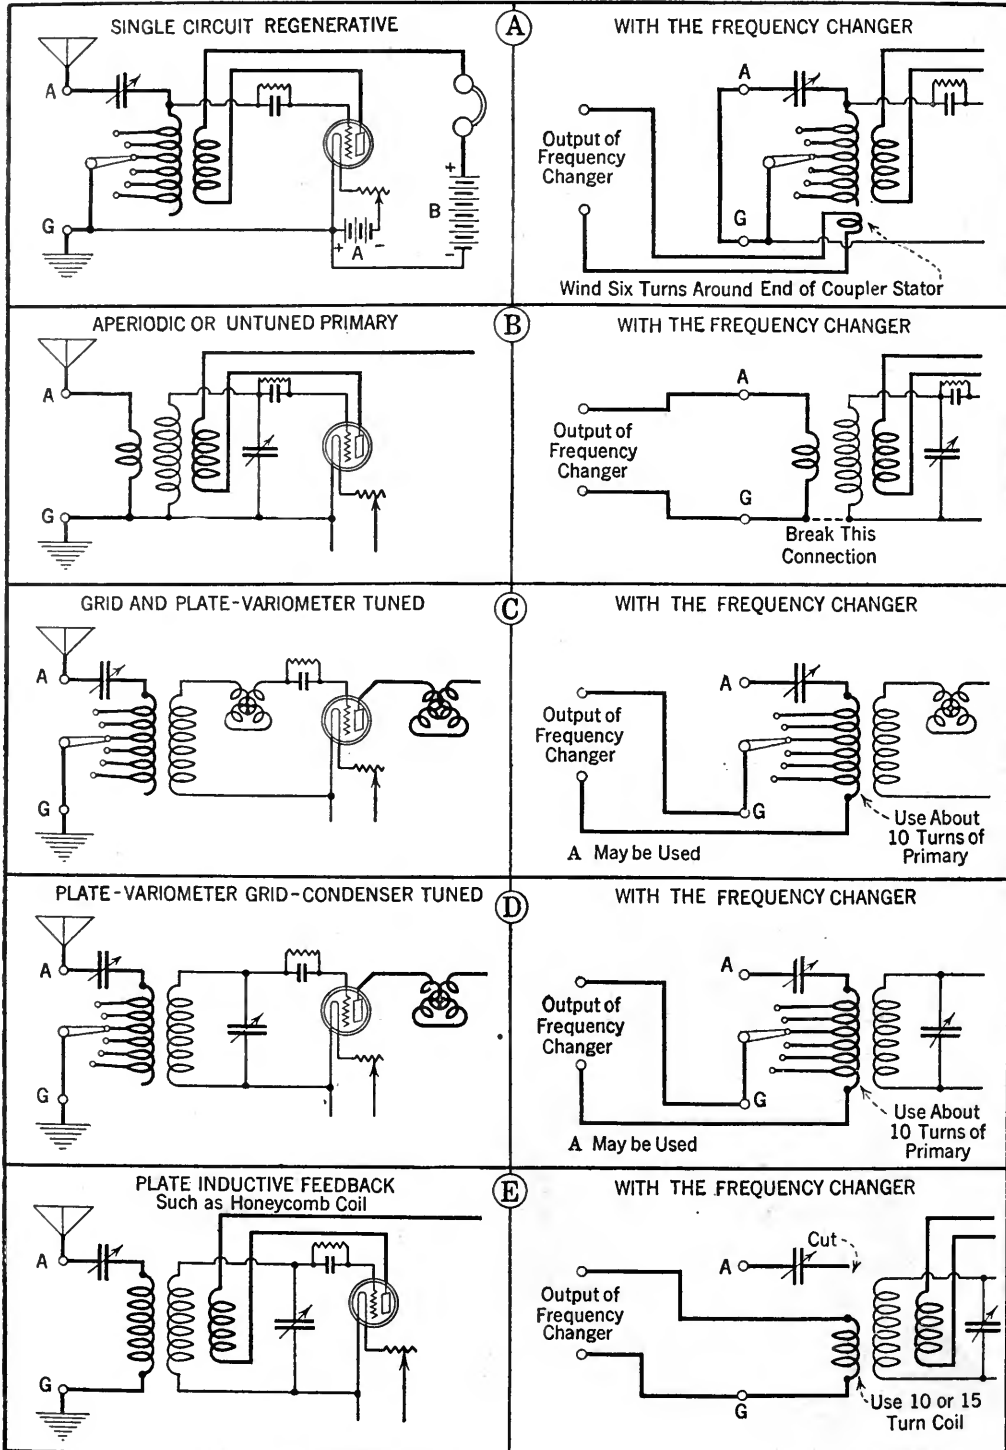 SINGLE CIRCUIT REGENERATIVE
A
WITH THE FREQUENCY CHANGER
A
G
+
A
-
B
+
-
A
G
Output of
Frequency
Changer
Wind Six Turns Around End of Coupler Stator
APERIODIC OR UNTUNED PRIMARY
B
WITH THE FREQUENCY CHANGER
A
G
A
G
Output of
Frequency
Changer
Break This
Connection
GRID AND PLATE-VARIOMETER TUNED
C
WITH THE FREQUENCY CHANGER
A
G
A
G
Output of
Frequency
Changer
Use About
10 Turns of
Primary
A May be Used
PLATE-VARIOMETER GRID-CONDENSER TUNED
D
WITH THE FREQUENCY CHANGER
A
G
A
G
Output of
Frequency
Changer
Use About
10 Turns of
Primary
A May be Used
PLATE INDUCTIVE FEEDBACK
Such as Honeycomb Coil
E
WITH THE FREQUENCY CHANGER
A
G
A
Cut
Output of
Frequency
Changer
G
Use 10 or 15
Turn Coil